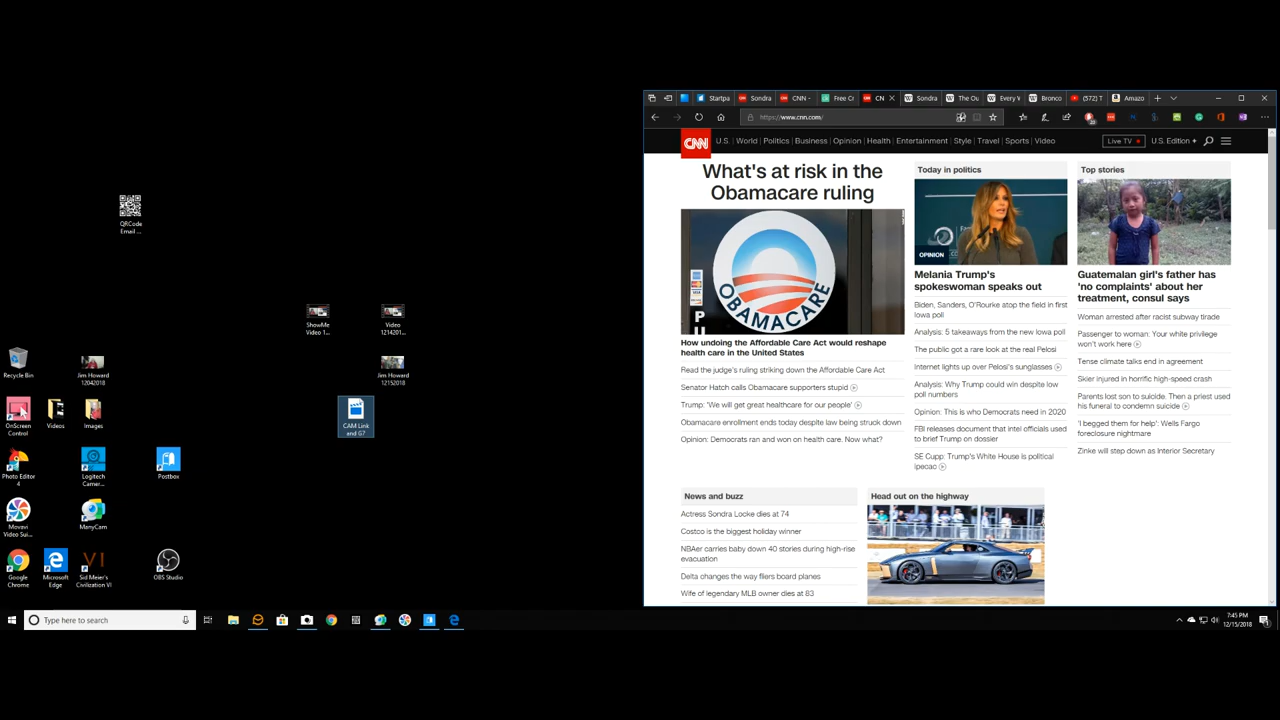 QRCode
Email ...
ShowMe
Video 1...
Video
1214201...
Recycle Bin
Jim Howard
12042018
Jim Howard
12152018
OnScreen
Control
Videos
Images
CAM Link
and G7
Photo Editor
4
Logitech
Camer...
Postbox
Movavi
Video Sui...
ManyCam
Google
Chrome
Microsoft
Edge
VI
Sid Meier's
Civilization VI
OBS Studio
Type here to search
Startpa
Sondra
CNN -
Free Cr
CN
Sondra
The Ou
Every V
Bronco
(572) T
Amazo
https://www.cnn.com/
CNN
U.S.
World
Politics
Business
Opinion
Health
Entertainment
Style
Travel
Sports
Video
Live TV
U.S. Edition +
What's at risk in the
Obamacare ruling
OBAMACARE
P
How undoing the Affordable Care Act would reshape
health care in the United States
Read the judge's ruling striking down the Affordable Care Act
Senator Hatch calls Obamacare supporters stupid
Trump: 'We will get great healthcare for our people'
Obamacare enrollment ends today despite law being struck down
Opinion: Democrats ran and won on health care. Now what?
Today in politics
OPINION
Melania Trump's
spokeswoman speaks out
Biden, Sanders, O'Rourke atop the field in first
Iowa poll
Analysis: 5 takeaways from the new Iowa poll
The public got a rare look at the real Pelosi
Internet lights up over Pelosi's sunglasses
Analysis: Why Trump could win despite low
poll numbers
Opinion: This is who Democrats need in 2020
FBI releases document that intel officials used
to brief Trump on dossier
SE Cupp: Trump's White House is political
ipecac
Top stories
Guatemalan girl's father has
'no complaints' about her
treatment, consul says
Woman arrested after racist subway tirade
Passenger to woman: Your white privilege
won't work here
Tense climate talks end in agreement
Skier injured in horrific high-speed crash
Parents lost son to suicide. Then a priest used
his funeral to condemn suicide
'I begged them for help': Wells Fargo
foreclosure nightmare
Zinke will step down as Interior Secretary
News and buzz
Actress Sondra Locke dies at 74
Costco is the biggest holiday winner
NBAer carries baby down 40 stories during high-rise
evacuation
Delta changes the way fliers board planes
Wife of legendary MLB owner dies at 83
Head out on the highway
7:45 PM
12/15/2018